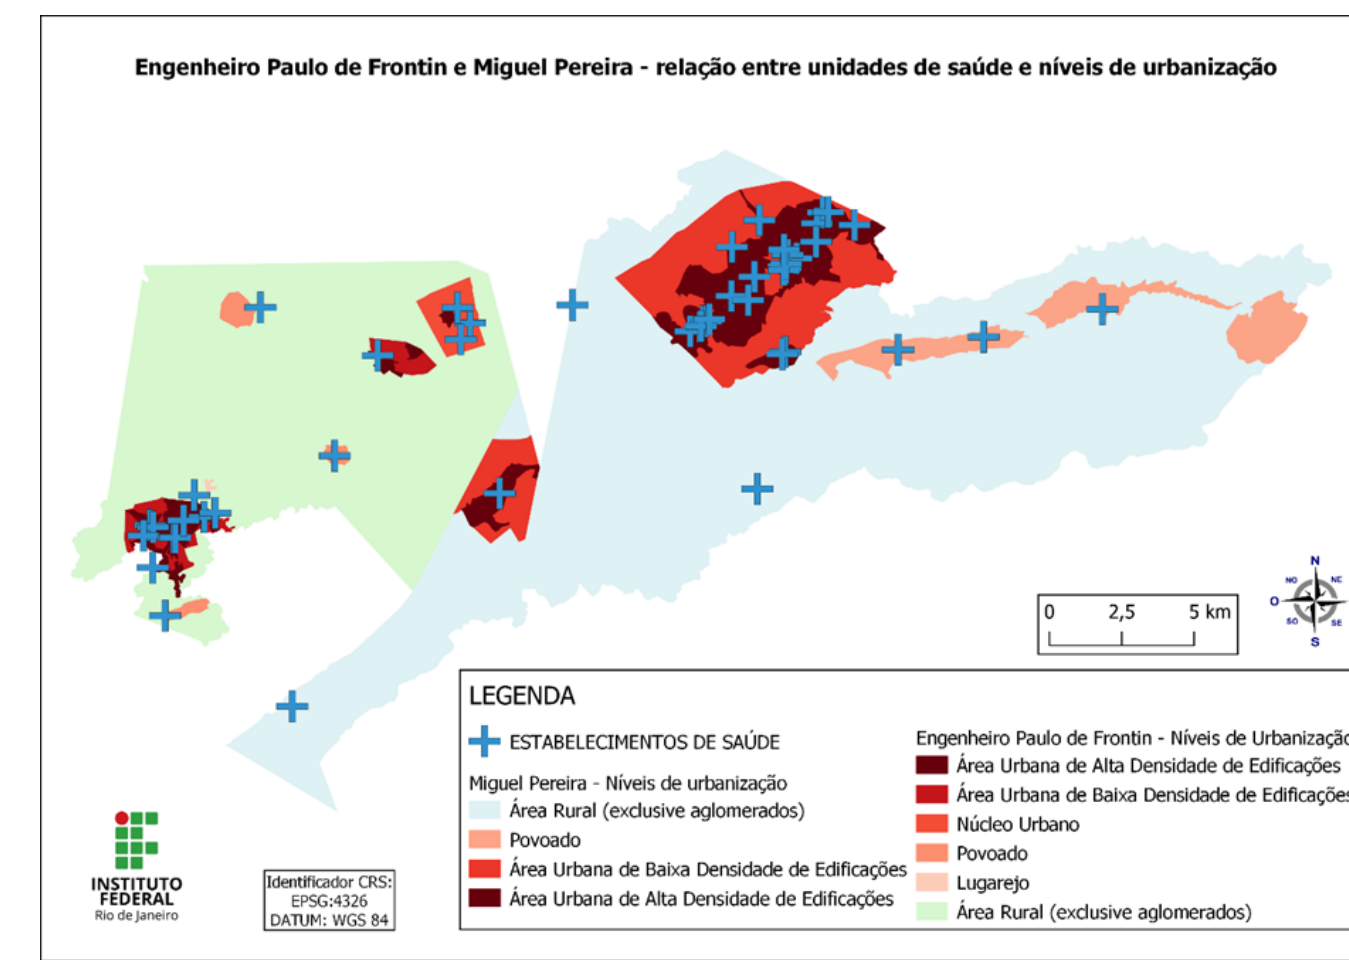 Engenheiro Paulo de Frontin e Miguel Pereira - relação entre unidades de saúde e níveis de urbanização
N
NO
NE
O
SO
SE
S
0 2,5 5 km
LEGENDA
ESTABELECIMENTOS DE SAÚDE
Miguel Pereira - Níveis de urbanização
Área Rural (exclusive aglomerados)
Povoado
Área Urbana de Baixa Densidade de Edificações
Área Urbana de Alta Densidade de Edificações
Engenheiro Paulo de Frontin - Níveis de Urbanização
Área Urbana de Alta Densidade de Edificações
Área Urbana de Baixa Densidade de Edificações
Núcleo Urbano
Povoado
Lugarejo
Área Rural (exclusive aglomerados)
INSTITUTO
FEDERAL
Rio de Janeiro
Identificador CRS:
EPSG:4326
DATUM: WGS 84